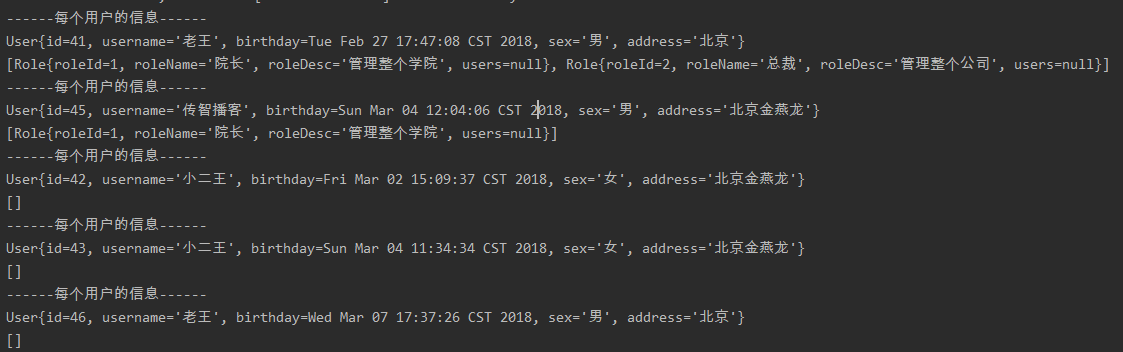 ------每个用户的信息------
User{id=41, username='老王', birthday=Tue Feb 27 17:47:08 CST 2018, sex='男', address='北京'}
[Role{roleId=1, roleName='院长', roleDesc='管理整个学院', users=null}, Role{roleId=2, roleName='总裁', roleDesc='管理整个公司', users=null}]
------每个用户的信息------
User{id=45, username='传智播客', birthday=Sun Mar 04 12:04:06 CST 2018, sex='男', address='北京金燕龙'}
[Role{roleId=1, roleName='院长', roleDesc='管理整个学院', users=null}]
------每个用户的信息------
User{id=42, username='小二王', birthday=Fri Mar 02 15:09:37 CST 2018, sex='女', address='北京金燕龙'}
[]
------每个用户的信息------
User{id=43, username='小二王', birthday=Sun Mar 04 11:34:34 CST 2018, sex='女', address='北京金燕龙'}
[]
------每个用户的信息------
User{id=46, username='老王', birthday=Wed Mar 07 17:37:26 CST 2018, sex='男', address='北京'}
[]